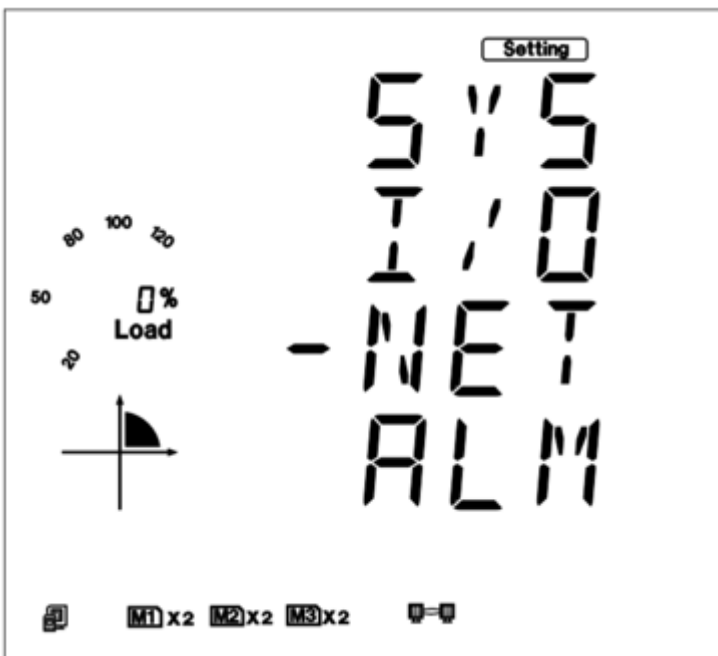 Setting
SYS
I/O
-NET
ALM
80 100 120
50 0%
Load
20
M1 X2 M2 X2 M3 X2